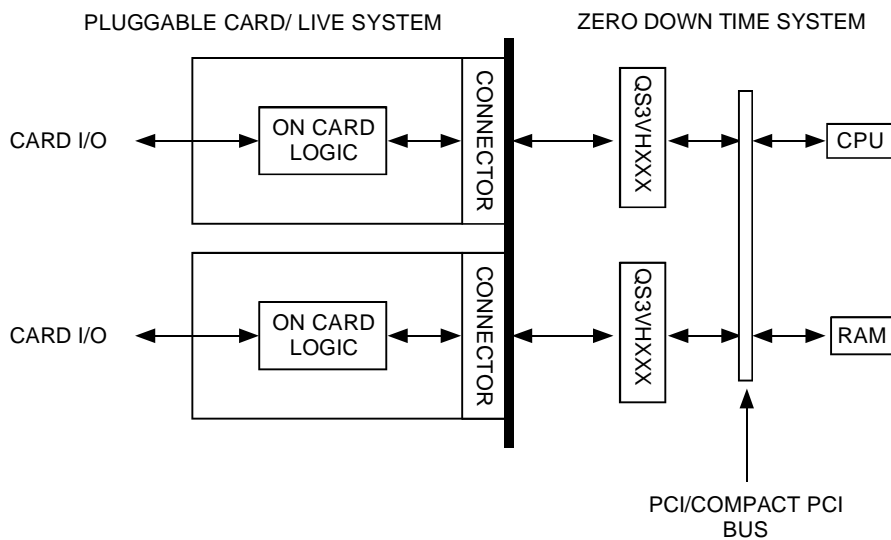 PLUGGABLE CARD/ LIVE SYSTEM
ZERO DOWN TIME SYSTEM
CARD I/O
ON CARD
LOGIC
CONNECTOR
QS3VHXXX
CPU
CARD I/O
ON CARD
LOGIC
CONNECTOR
QS3VHXXX
RAM
PCI/COMPACT PCI
BUS